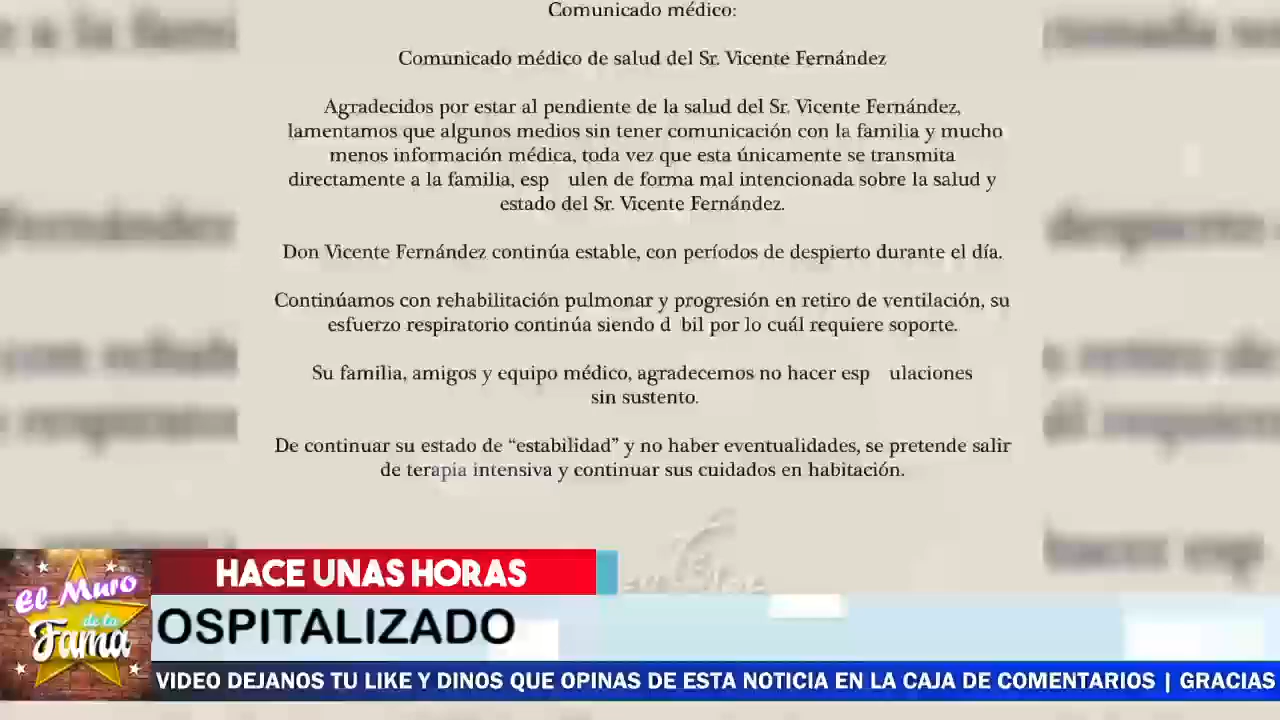 Comunicado médico:
Comunicado médico de salud del Sr. Vicente Fernández
Agradecidos por estar al pendiente de la salud del Sr. Vicente Fernández,
lamentamos que algunos medios sin tener comunicación con la familia y mucho
menos información médica, toda vez que esta únicamente se transmita
directamente a la familia, esp ulen de forma mal intencionada sobre la salud y
estado del Sr. Vicente Fernández.
Don Vicente Fernández continúa estable, con períodos de despierto durante el día.
Continúamos con rehabilitación pulmonar y progresión en retiro de ventilación, su
esfuerzo respiratorio continúa siendo d bil por lo cuál requiere soporte.
Su familia, amigos y equipo médico, agradecemos no hacer esp ulaciones
sin sustento.
De continuar su estado de “estabilidad” y no haber eventualidades, se pretende salir
de terapia intensiva y continuar sus cuidados en habitación.
HACE UNAS HORAS
El Muro
de la
Fama
OSPITALIZADO
VIDEO DEJANOS TU LIKE Y DINOS QUE OPINAS DE ESTA NOTICIA EN LA CAJA DE COMENTARIOS | GRACIAS